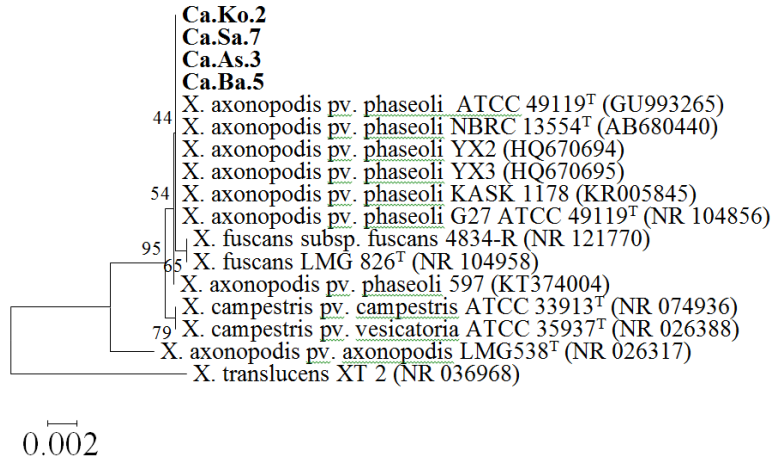 Ca.Ko.2
Ca.Sa.7
Ca.As.3
Ca.Ba.5
X. axonopodis pv. phaseoli ATCC 49119ᵀ (GU993265)
44
X. axonopodis pv. phaseoli NBRC 13554ᵀ (AB680440)
X. axonopodis pv. phaseoli YX2 (HQ670694)
X. axonopodis pv. phaseoli YX3 (HQ670695)
54
X. axonopodis pv. phaseoli KASK 1178 (KR005845)
X. axonopodis pv. phaseoli G27 ATCC 49119ᵀ (NR 104856)
X. fuscans subsp. fuscans 4834-R (NR 121770)
95
65
X. fuscans LMG 826ᵀ (NR 104958)
X. axonopodis pv. phaseoli 597 (KT374004)
X. campestris pv. campestris ATCC 33913ᵀ (NR 074936)
79
X. campestris pv. vesicatoria ATCC 35937ᵀ (NR 026388)
X. axonopodis pv. axonopodis LMG538ᵀ (NR 026317)
X. translucens XT 2 (NR 036968)
0.002